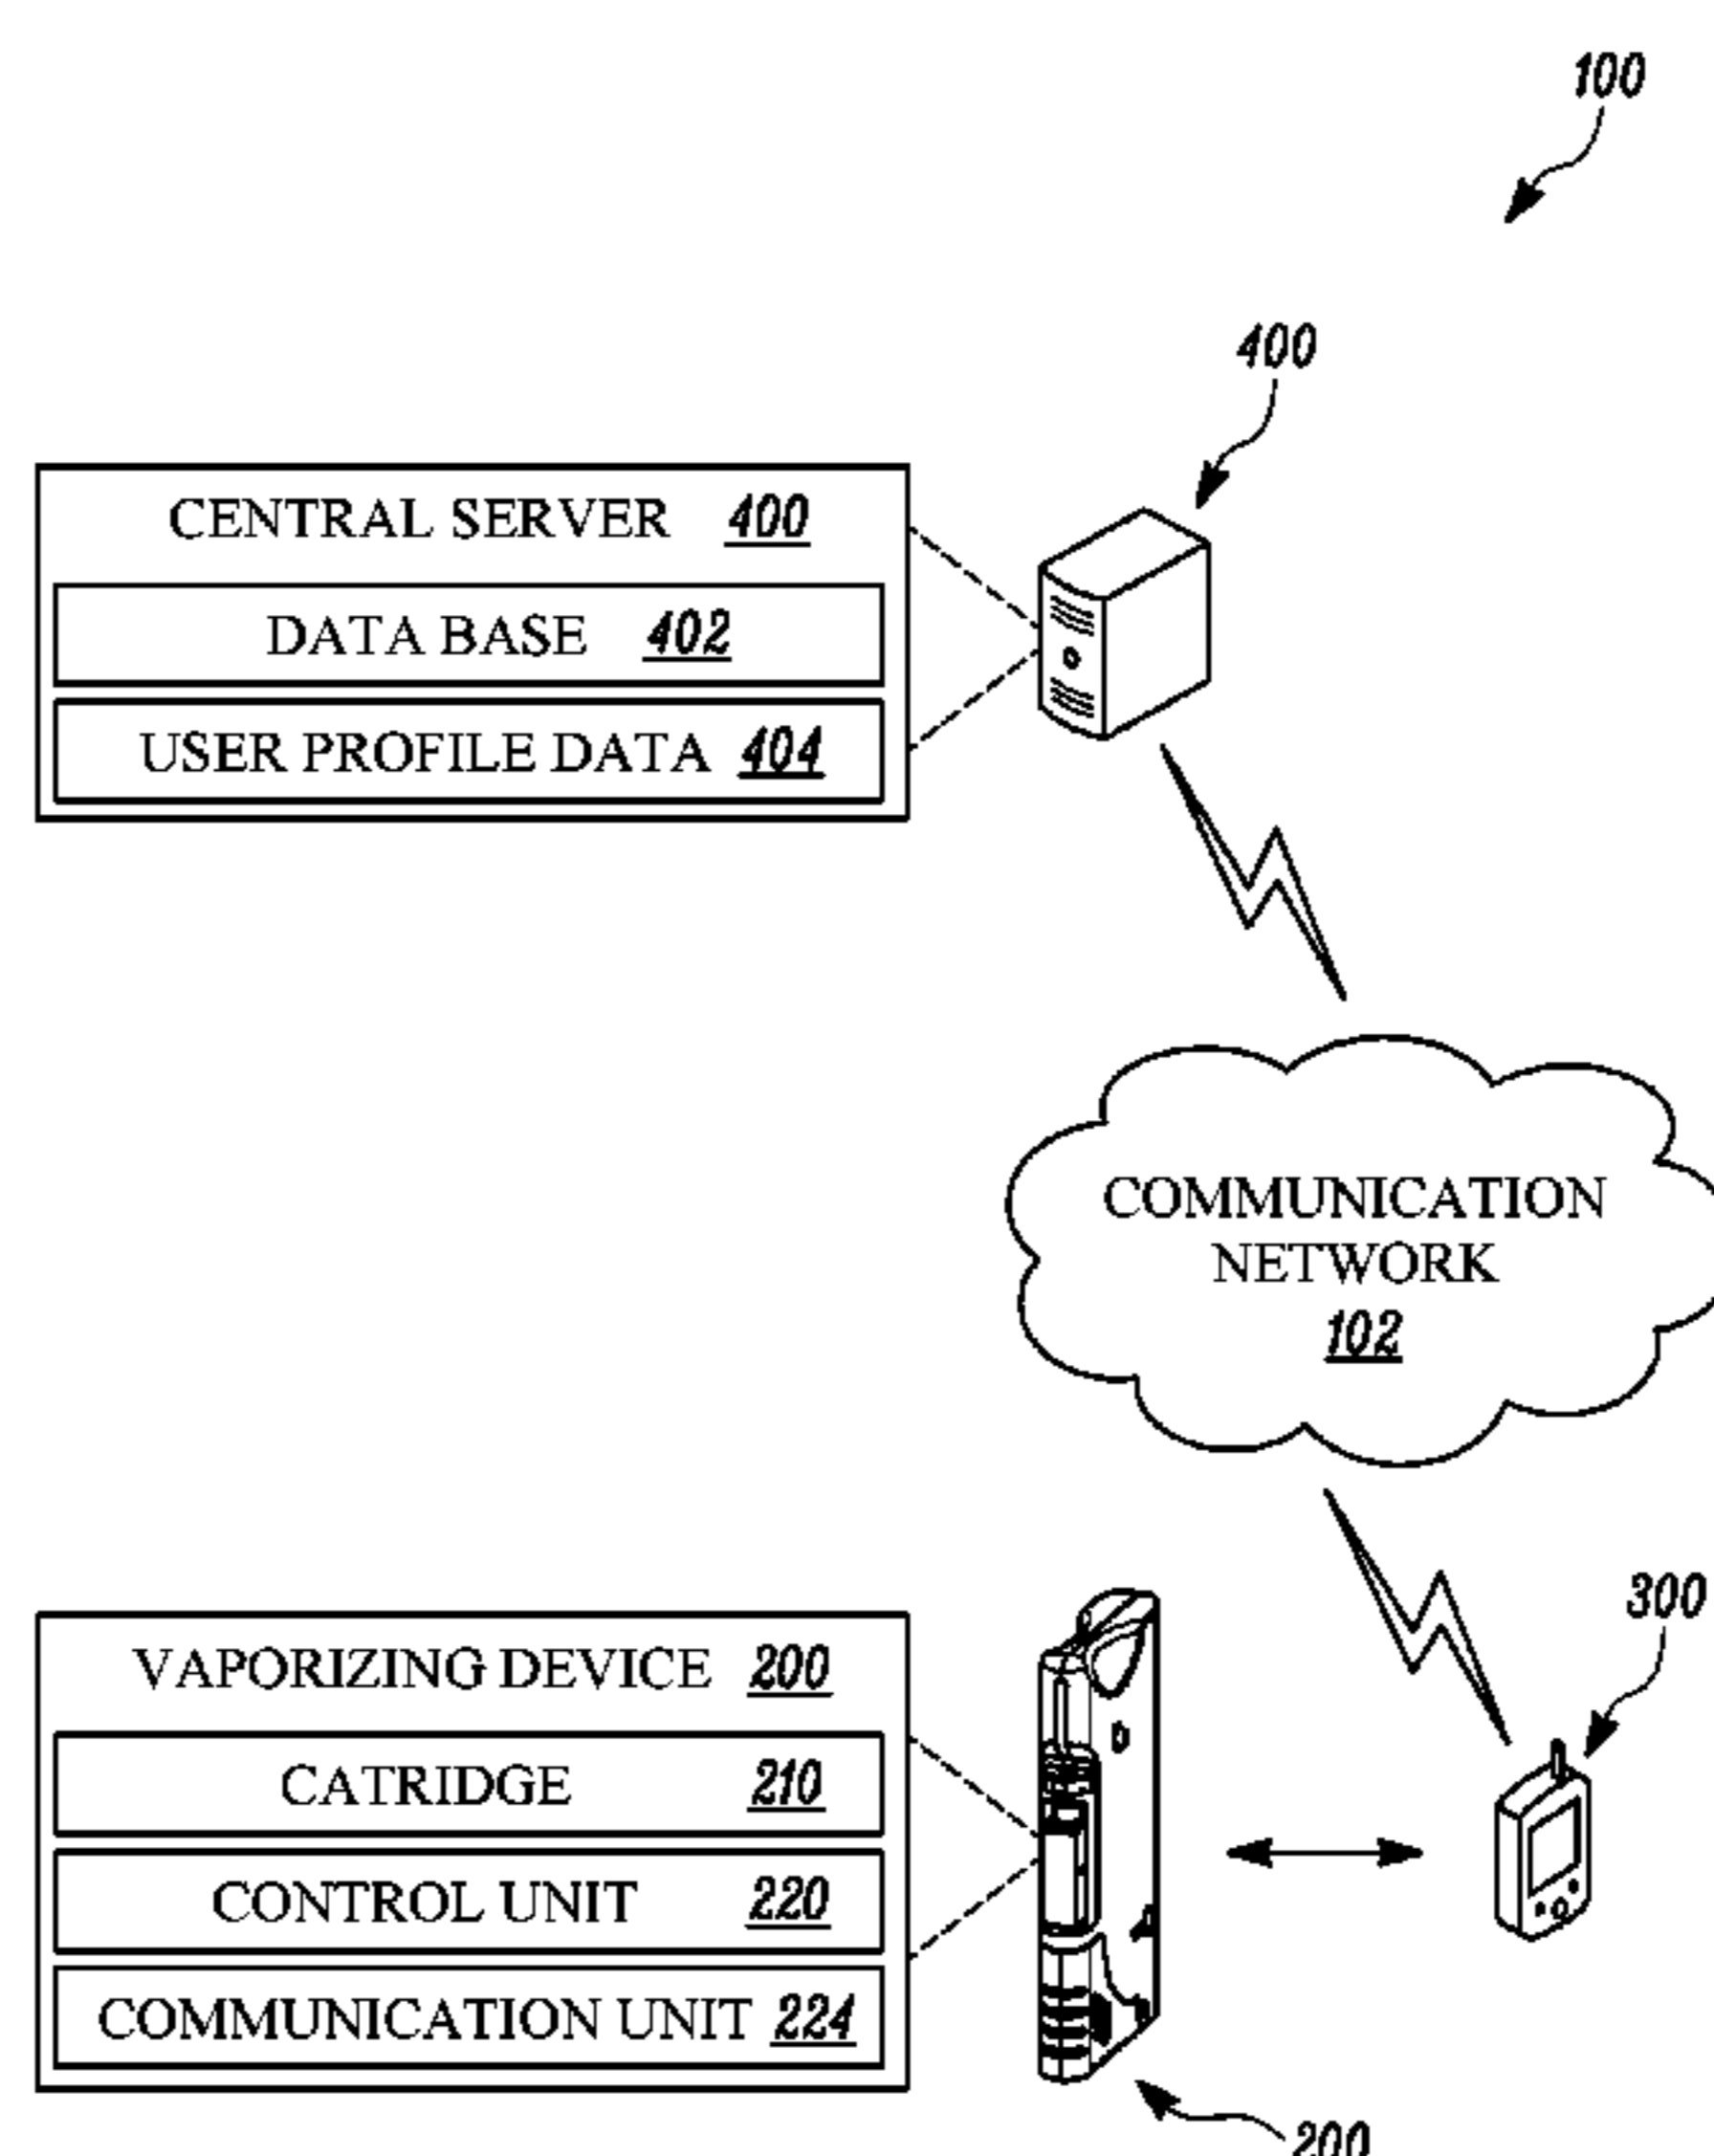 100
400
CENTRAL SERVER 400
DATA BASE 402
USER PROFILE DATA 404
COMMUNICATION
NETWORK
102
300
VAPORIZING DEVICE 200
CATRIDGE 210
CONTROL UNIT 220
COMMUNICATION UNIT 224
200